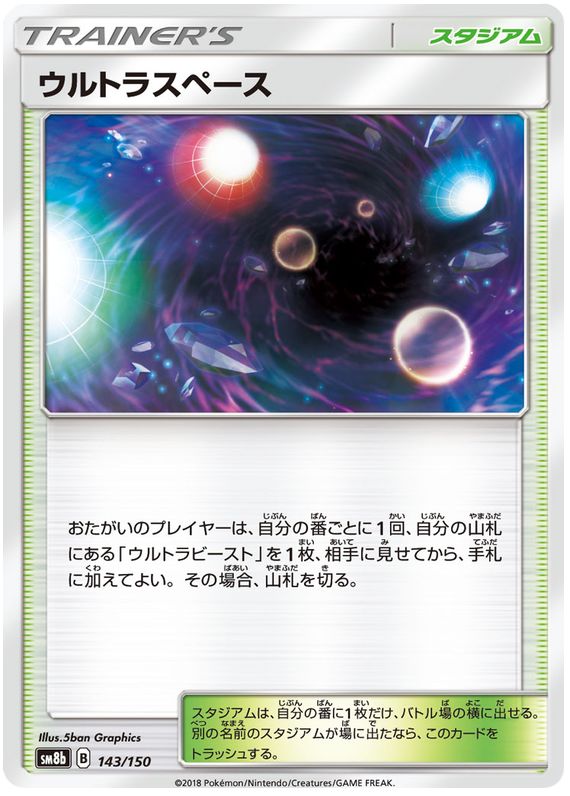 TRAINER'S
スタジアム
ウルトラスペース
おたがいのプレイヤーは、自分の番ごとに1回、自分の山札
にある「ウルトラビースト」を1枚、相手に見せてから、手札
に加えてよい。その場合、山札を切る。
スタジアムは、自分の番に1枚だけ、バトル場の横に出せる。
別の名前のスタジアムが場に出たなら、このカードを
トラッシュする。
Illus.5ban Graphics
SM8b B 143/150
©2018 Pokémon/Nintendo/Creatures/GAME FREAK.